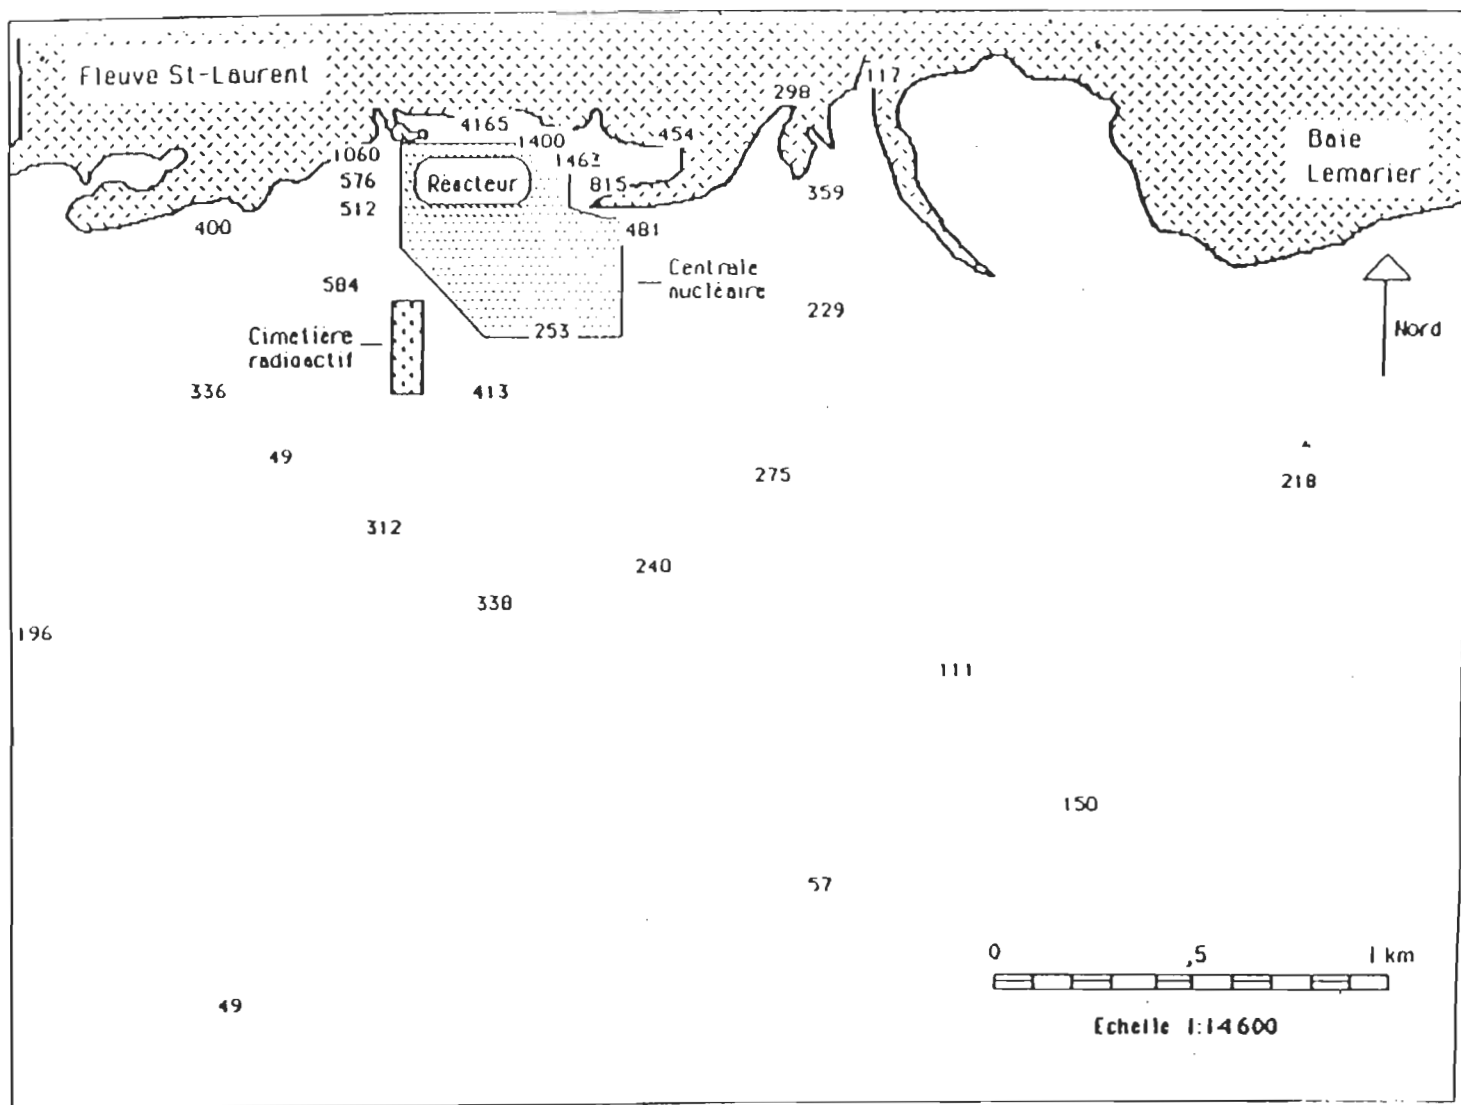 Fleuve St-Laurent
117
298
4165
1400
454
Baie
Lemarier
1060
1463
576
Réacteur
815
359
512
400
481
Centrale
nucléaire
584
229
Nord
253
Cimetière
radioactif
336
413
49
275
218
312
240
338
196
111
150
57
0 ,5 1 km
49
Echelle 1:14600